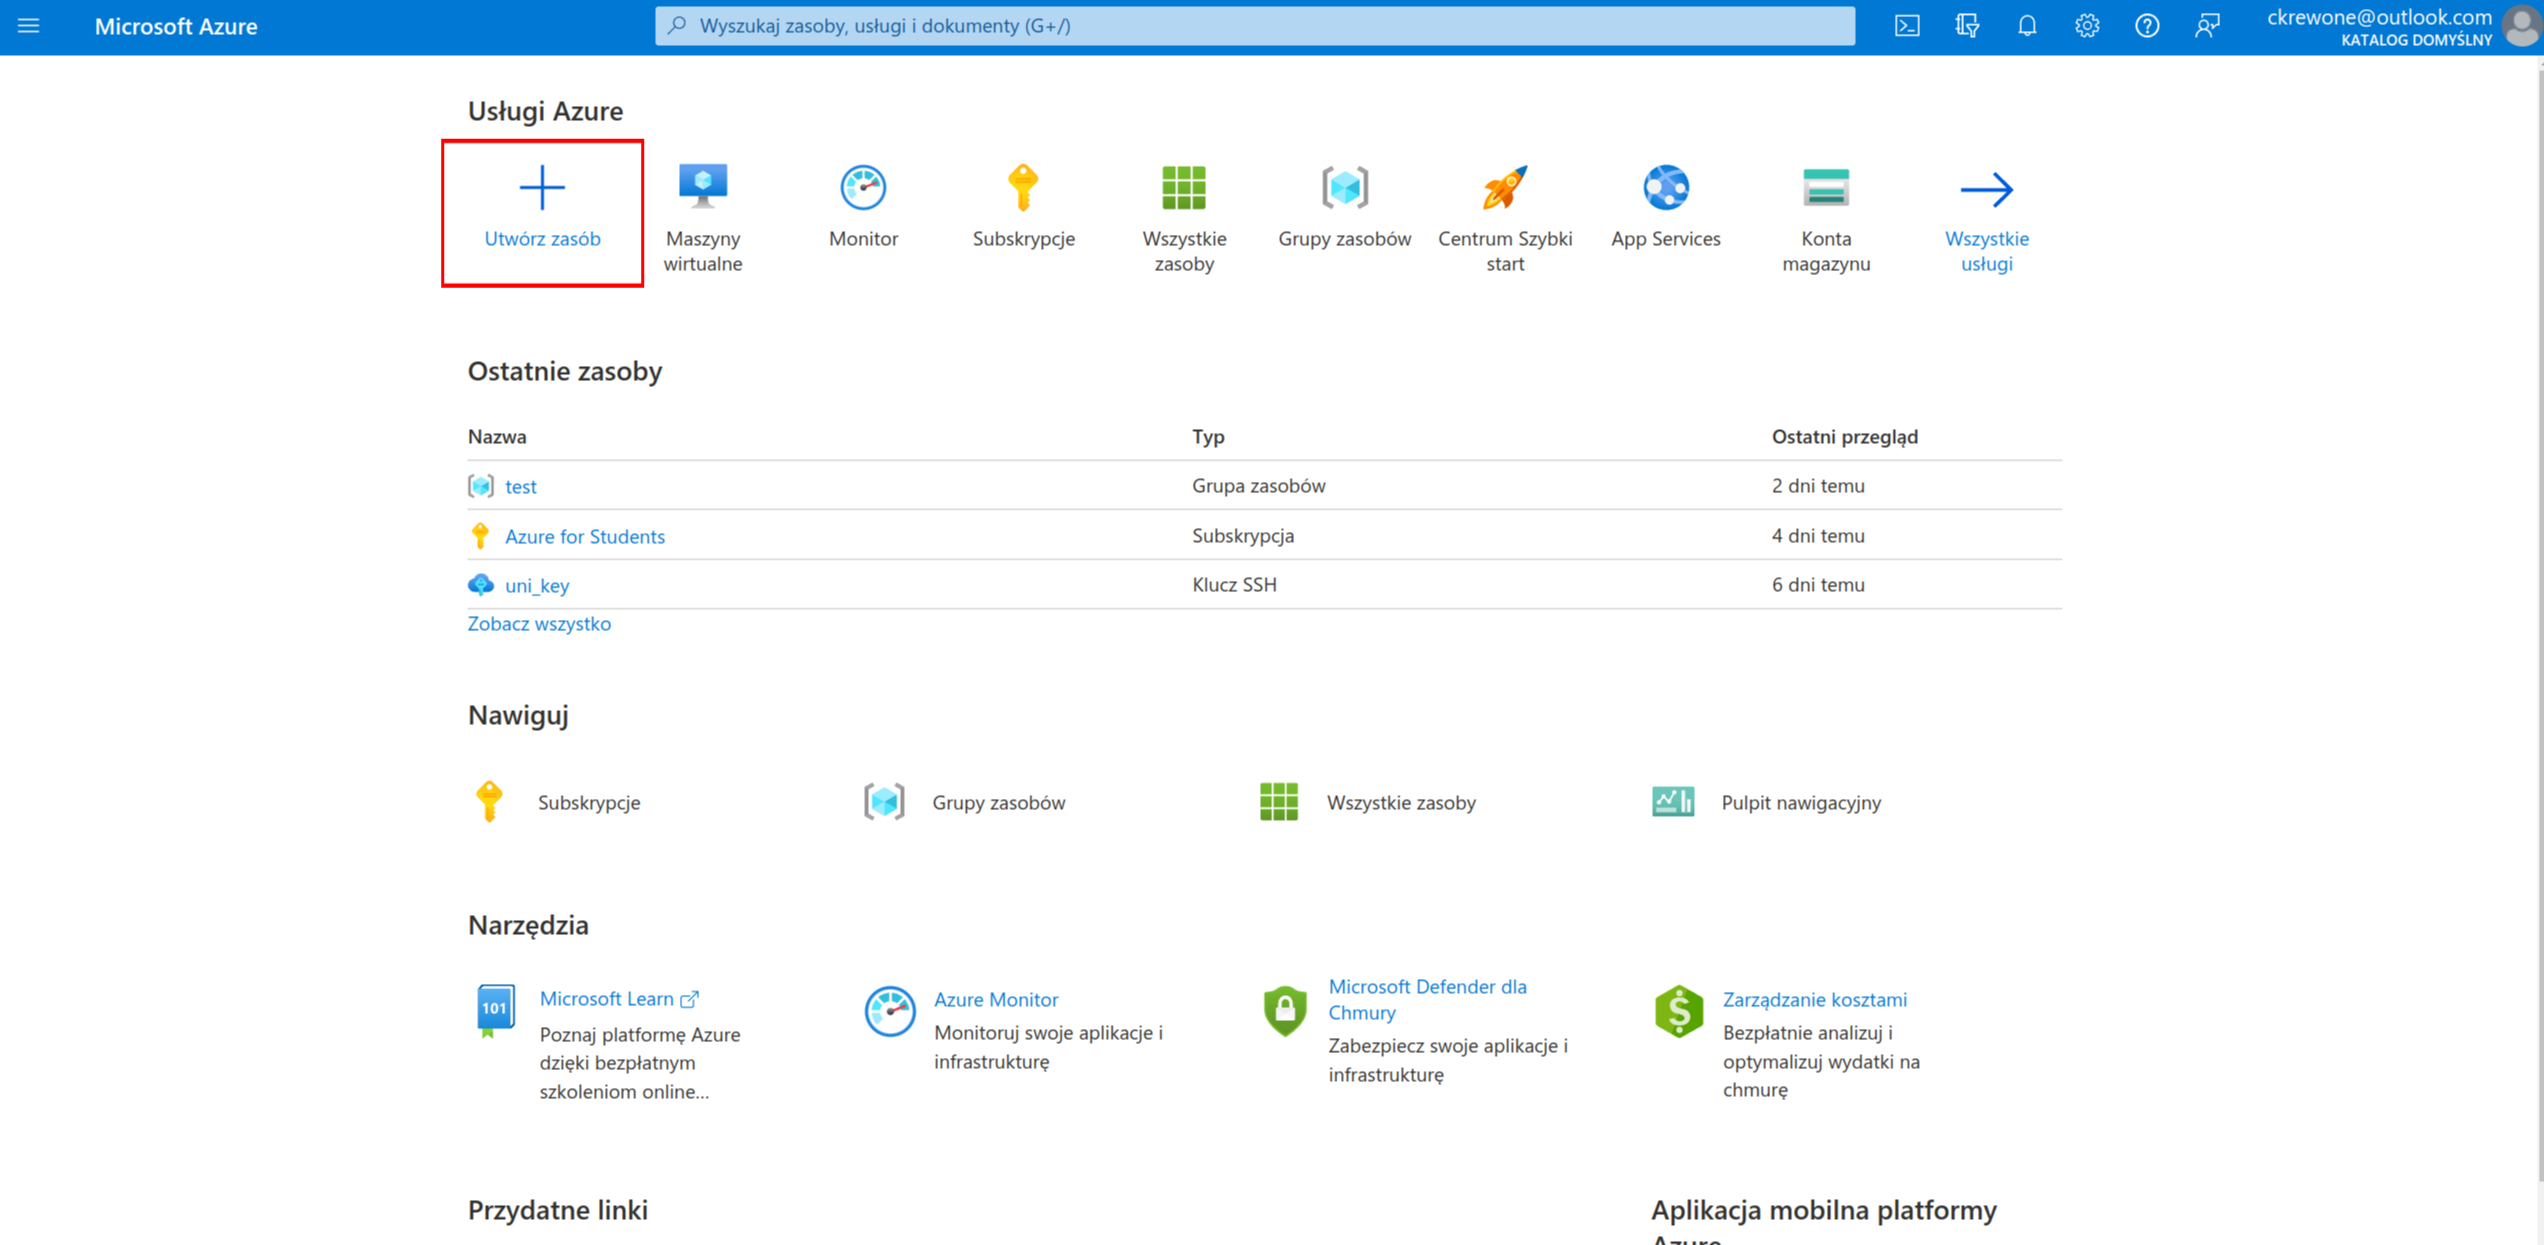 Microsoft Azure
Wyszukaj zasoby, usługi i dokumenty (G+/)
ckrewone@outlook.com
KATALOG DOMYŚLNY
Usługi Azure
Utwórz zasób
Maszyny
wirtualne
Monitor
Subskrypcje
Wszystkie
zasoby
Grupy zasobów
Centrum Szybki
start
App Services
Konta
magazynu
Wszystkie
usługi
Ostatnie zasoby
Nazwa Typ Ostatni przegląd
test Grupa zasobów 2 dni temu
Azure for Students Subskrypcja 4 dni temu
uni_key Klucz SSH 6 dni temu
Zobacz wszystko
Nawiguj
Subskrypcje Grupy zasobów Wszystkie zasoby Pulpit nawigacyjny
Narzędzia
101
Microsoft Learn
Poznaj platformę Azure
dzięki bezpłatnym
szkoleniom online...
Azure Monitor
Monitoruj swoje aplikacje i
infrastrukturę
Microsoft Defender dla
Chmury
Zabezpiecz swoje aplikacje i
infrastrukturę
Zarządzanie kosztami
Bezpłatnie analizuj i
optymalizuj wydatki na
chmurę
Przydatne linki
Aplikacja mobilna platformy
Azure